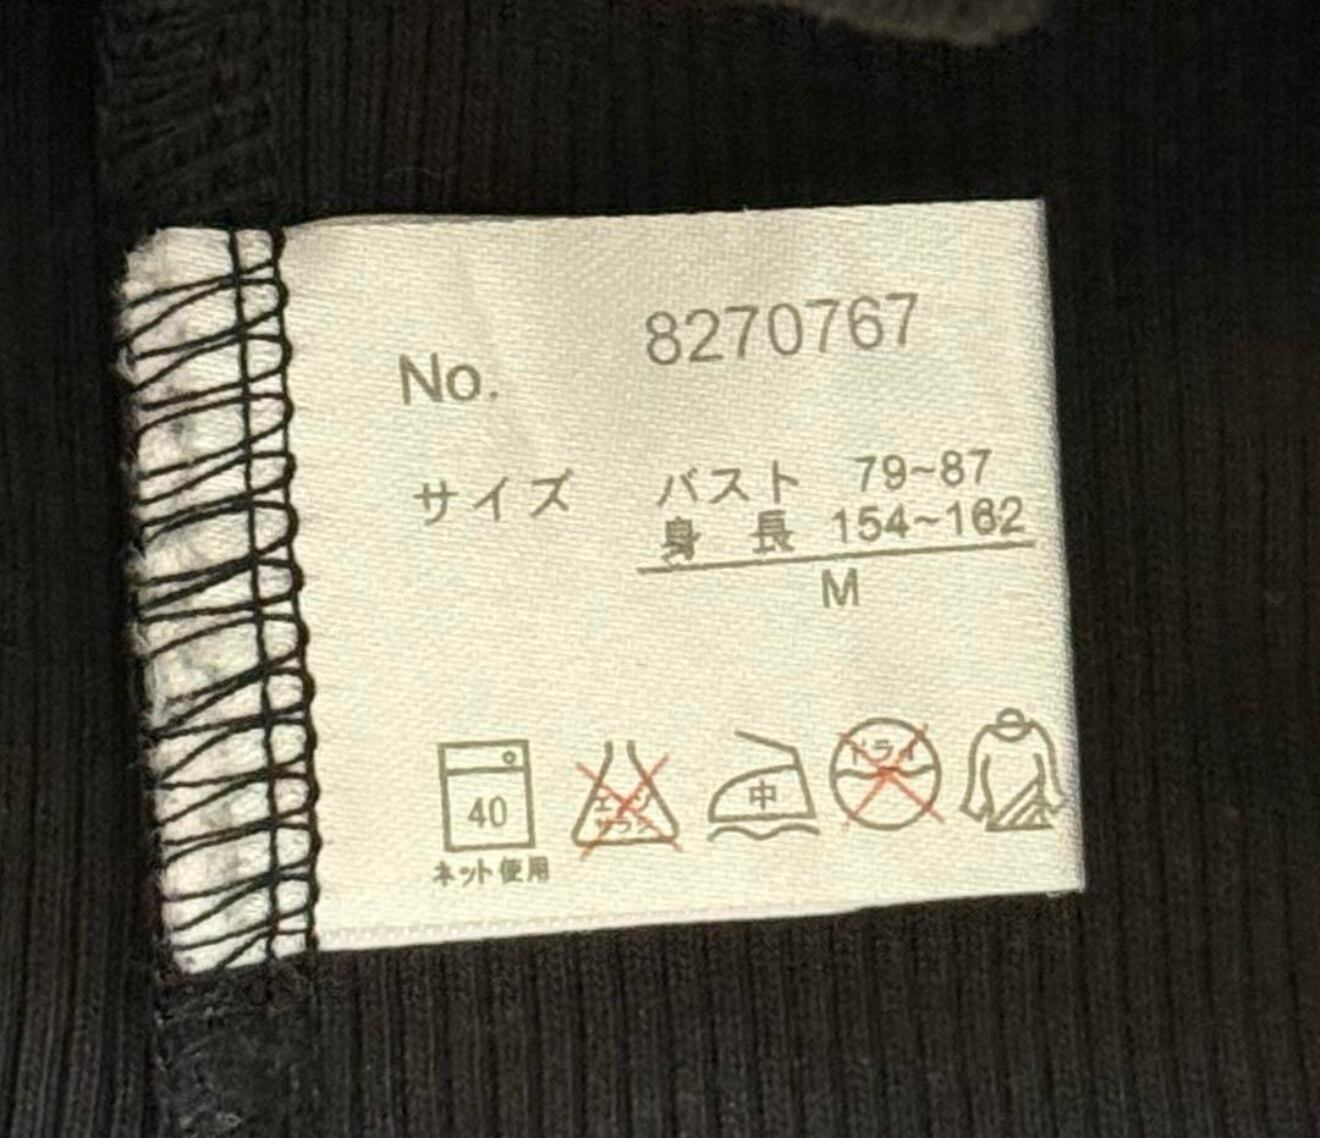 No. 8270767
サイズ バスト 79~87
身長 154~162
M
40 エンソサラシ 中 ドライ
ネット使用